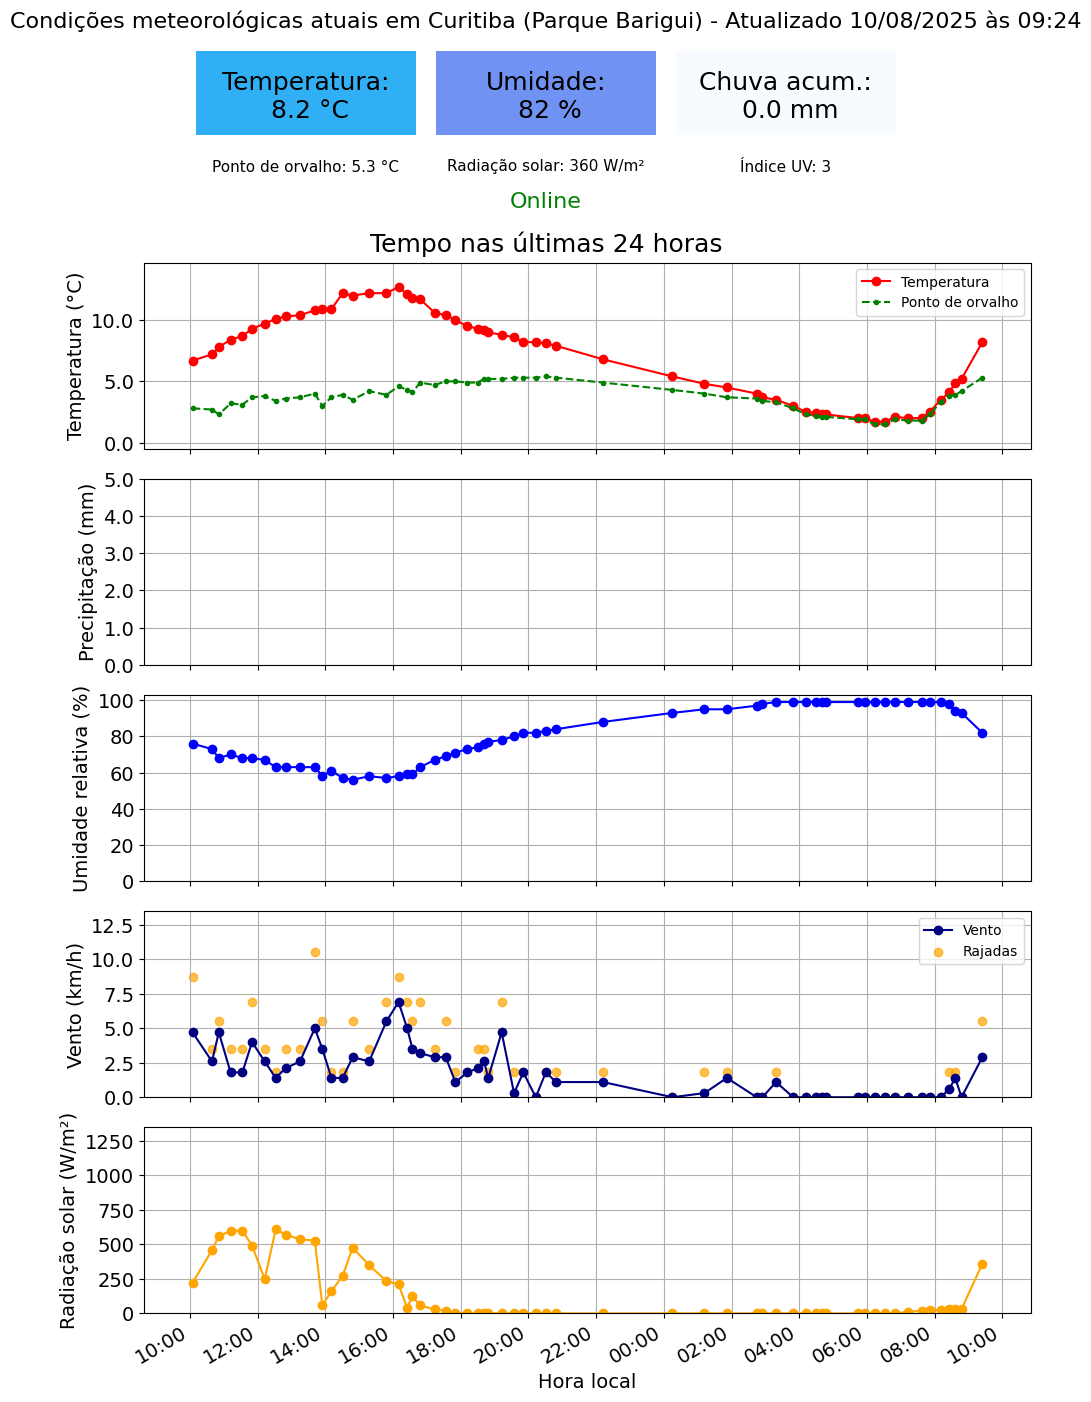 Condições meteorológicas atuais em Curitiba (Parque Barigui) - Atualizado 10/08/2025 às 09:24
Temperatura:
8.2 °C
Umidade:
82 %
Chuva acum.:
0.0 mm
Ponto de orvalho: 5.3 °C
Radiação solar: 360 W/m²
Índice UV: 3
Online
Tempo nas últimas 24 horas
Temperatura (°C)
10.0
5.0
0.0
Temperatura
Ponto de orvalho
Precipitação (mm)
5.0
4.0
3.0
2.0
1.0
0.0
Umidade relativa (%)
100
80
60
40
20
0
Vento (km/h)
12.5
10.0
7.5
5.0
2.5
0.0
Vento
Rajadas
Radiação solar (W/m²)
1250
1000
750
500
250
0
10:00
12:00
14:00
16:00
18:00
20:00
22:00
00:00
02:00
04:00
06:00
08:00
10:00
Hora local